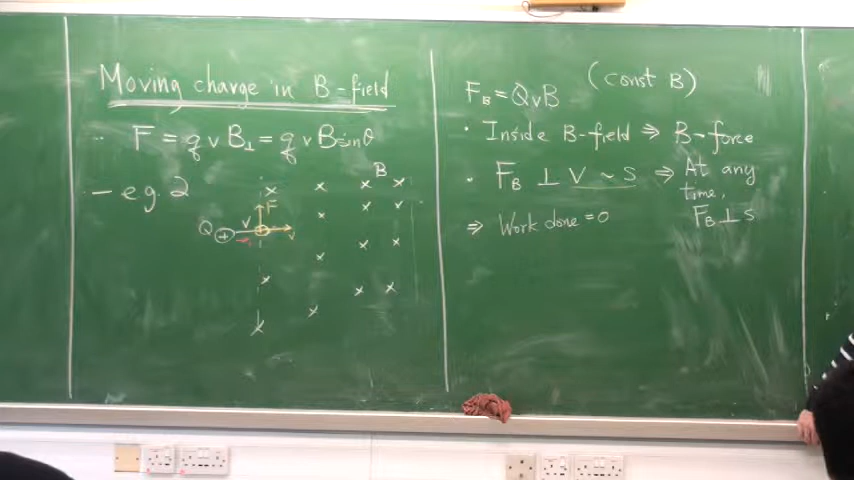 Moving charge in B-field
F = qvB⊥ = qvBsinθ
- eg. 2
B
F
Q + v v
F_B = QvB (const B)
· Inside B-field ⇒ B-force
· F_B ⊥ v ~ s ⇒ At any
time,
F_B ⊥ s
⇒ Work done = 0